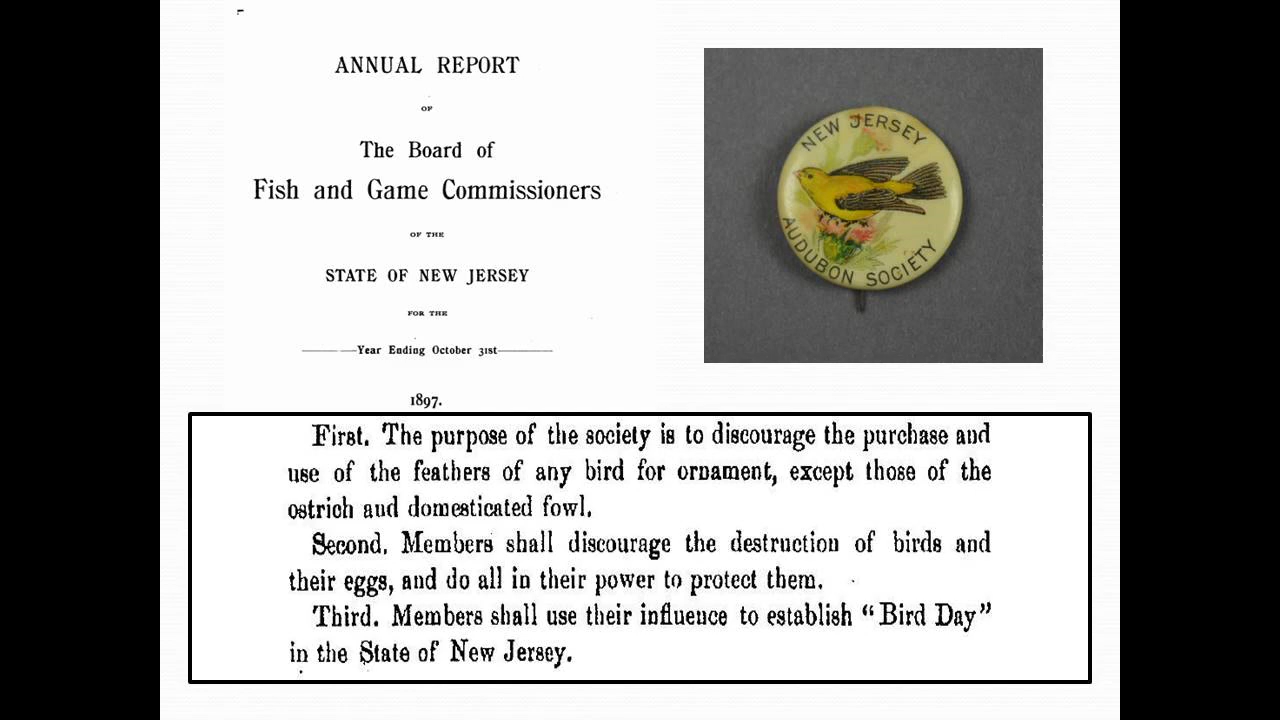 ANNUAL REPORT
OF
The Board of
Fish and Game Commissioners
OF THE
STATE OF NEW JERSEY
FOR THE
Year Ending October 31st
1897.
NEW JERSEY
AUDUBON SOCIETY
First. The purpose of the society is to discourage the purchase and
use of the feathers of any bird for ornament, except those of the
ostrich and domesticated fowl.
Second. Members shall discourage the destruction of birds and
their eggs, and do all in their power to protect them.
Third. Members shall use their influence to establish “Bird Day”
in the State of New Jersey.